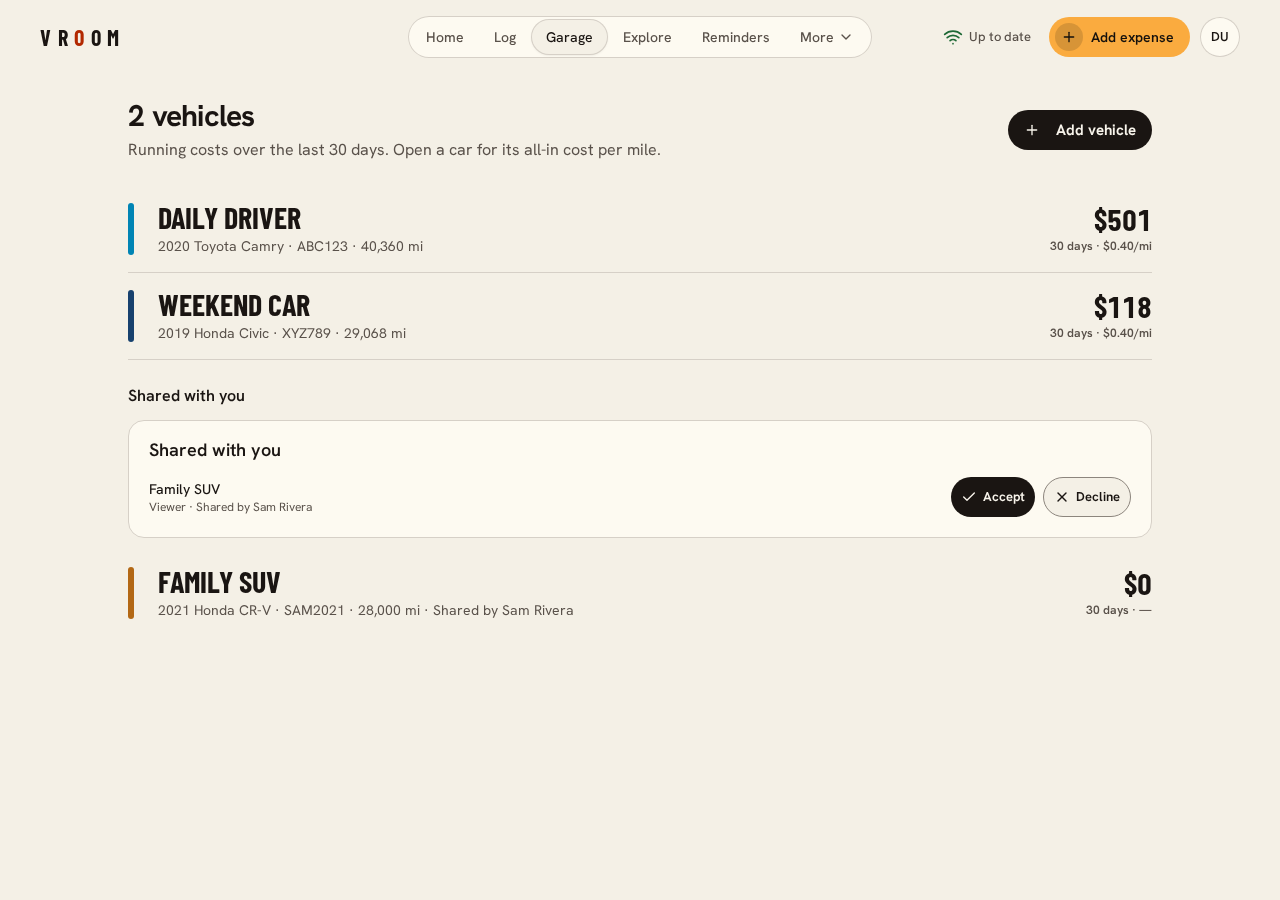 VROOM
Home Log Garage Explore Reminders More
Up to date
Add expense
DU
2 vehicles
Running costs over the last 30 days. Open a car for its all-in cost per mile.
Add vehicle
DAILY DRIVER
2020 Toyota Camry · ABC123 · 40,360 mi
$501
30 days · $0.40/mi
WEEKEND CAR
2019 Honda Civic · XYZ789 · 29,068 mi
$118
30 days · $0.40/mi
Shared with you
Shared with you
Family SUV
Viewer · Shared by Sam Rivera
Accept
Decline
FAMILY SUV
2021 Honda CR-V · SAM2021 · 28,000 mi · Shared by Sam Rivera
$0
30 days · —